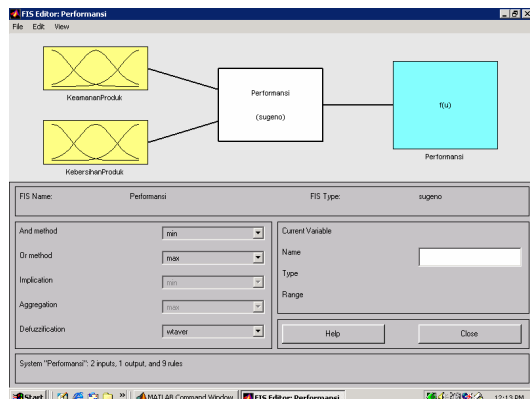 FIS Editor: Performansi
File Edit View
KeamananProduk
KebersihanProduk
Performansi
(sugeno)
f(u)
Performansi
FIS Name: Performansi FIS Type: sugeno
And method min
Or method max
Implication min
Aggregation max
Defuzzification wtaver
Current Variable
Name
Type
Range
Help Close
System "Performansi": 2 inputs, 1 output, and 9 rules
Start » MATLAB Command Window FIS Editor: Performansi 12:13 PM